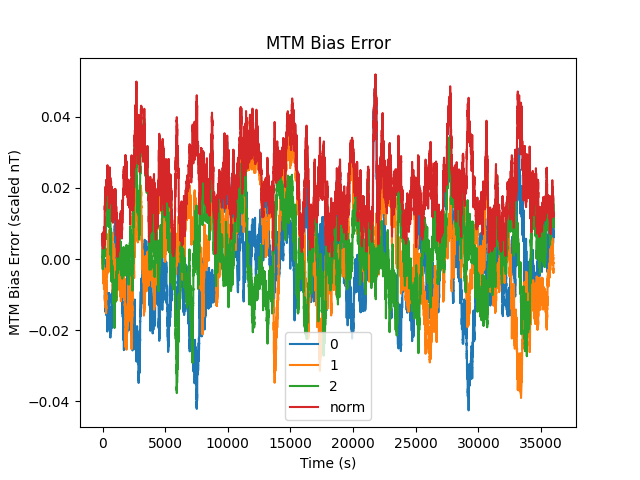 MTM Bias Error
MTM Bias Error (scaled nT)
0.04
0.02
0.00
−0.02
−0.04
0
1
2
norm
0 5000 10000 15000 20000 25000 30000 35000
Time (s)